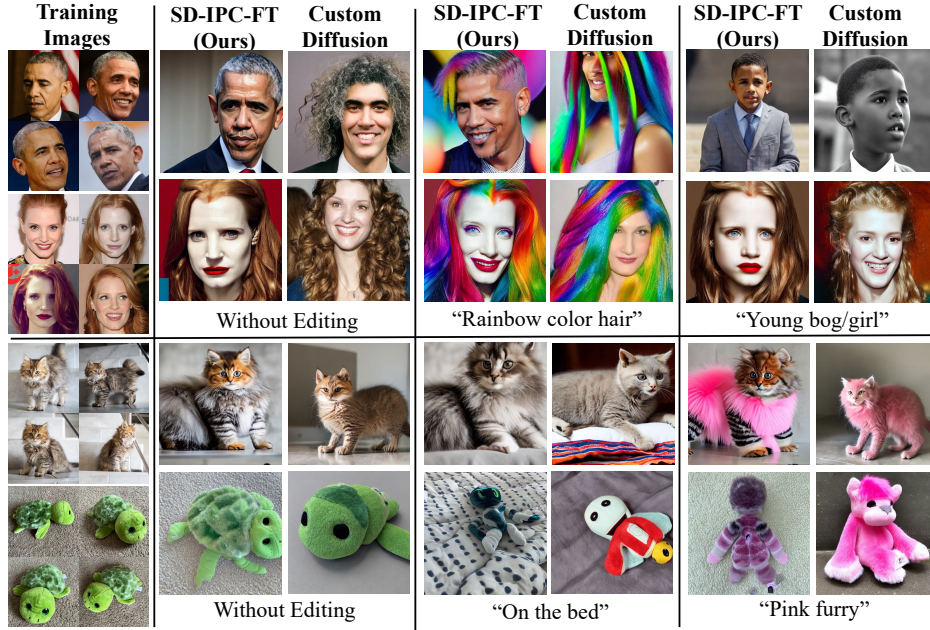 Training
Images
SD-IPC-FT
(Ours)
Custom
Diffusion
SD-IPC-FT
(Ours)
Custom
Diffusion
SD-IPC-FT
(Ours)
Custom
Diffusion
Without Editing
“Rainbow color hair”
“Young bog/girl”
Without Editing
“On the bed”
“Pink furry”